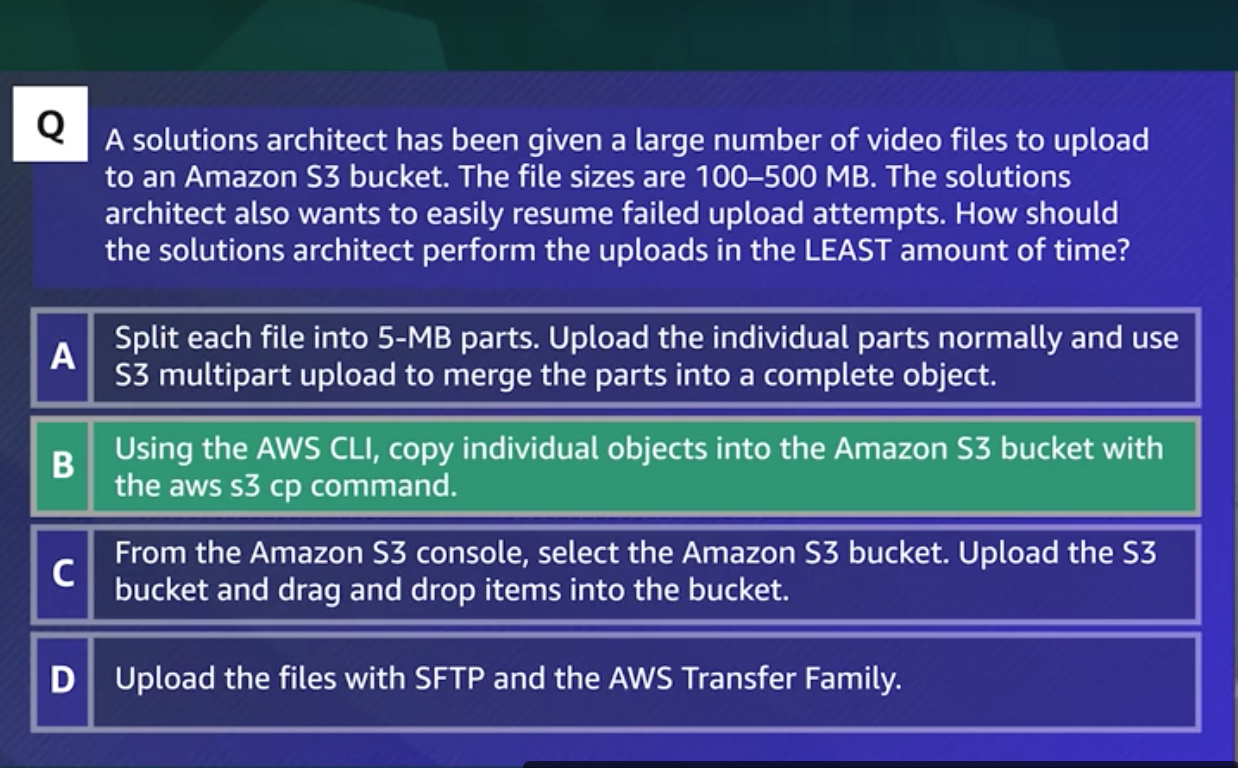 Q
A solutions architect has been given a large number of video files to upload
to an Amazon S3 bucket. The file sizes are 100–500 MB. The solutions
architect also wants to easily resume failed upload attempts. How should
the solutions architect perform the uploads in the LEAST amount of time?
A
Split each file into 5-MB parts. Upload the individual parts normally and use
S3 multipart upload to merge the parts into a complete object.
B
Using the AWS CLI, copy individual objects into the Amazon S3 bucket with
the aws s3 cp command.
C
From the Amazon S3 console, select the Amazon S3 bucket. Upload the S3
bucket and drag and drop items into the bucket.
D
Upload the files with SFTP and the AWS Transfer Family.